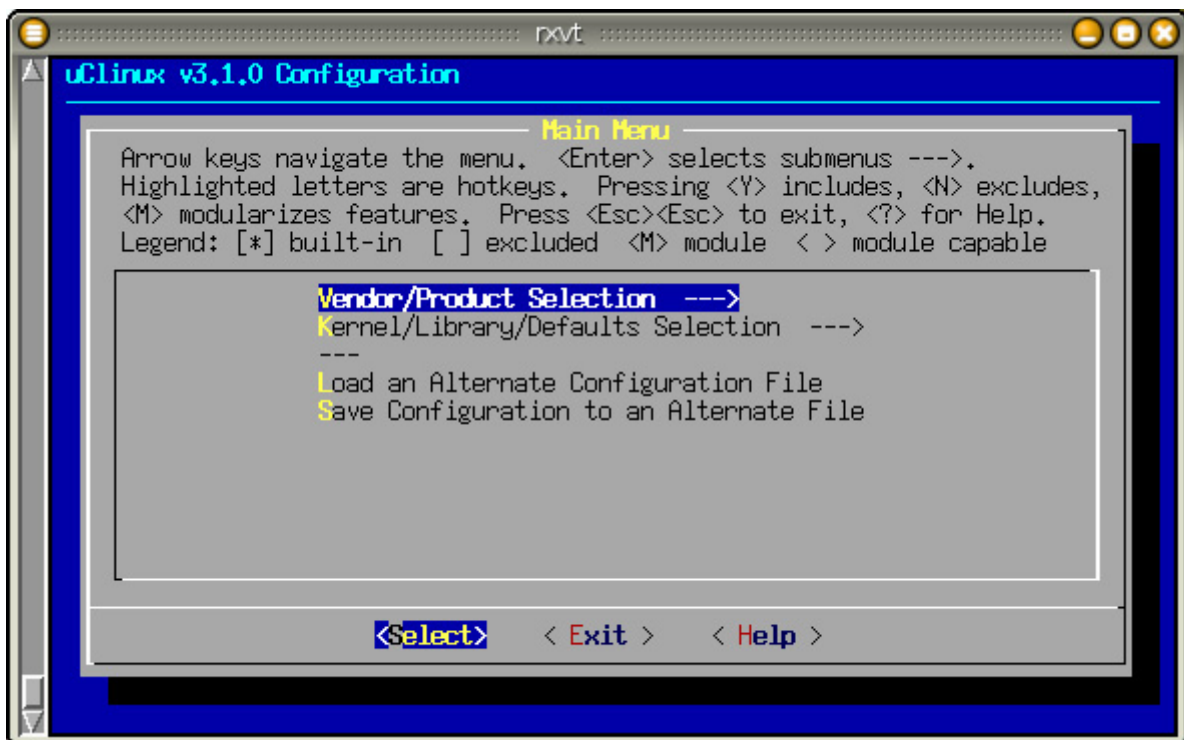 rxvt
uClinux v3.1.0 Configuration
Main Menu
Arrow keys navigate the menu. <Enter> selects submenus --->.
Highlighted letters are hotkeys. Pressing <Y> includes, <N> excludes,
<M> modularizes features. Press <Esc><Esc> to exit, <?> for Help.
Legend: [*] built-in [ ] excluded <M> module < > module capable
Vendor/Product Selection --->
Kernel/Library/Defaults Selection --->
---
Load an Alternate Configuration File
Save Configuration to an Alternate File
<Select> < Exit > < Help >